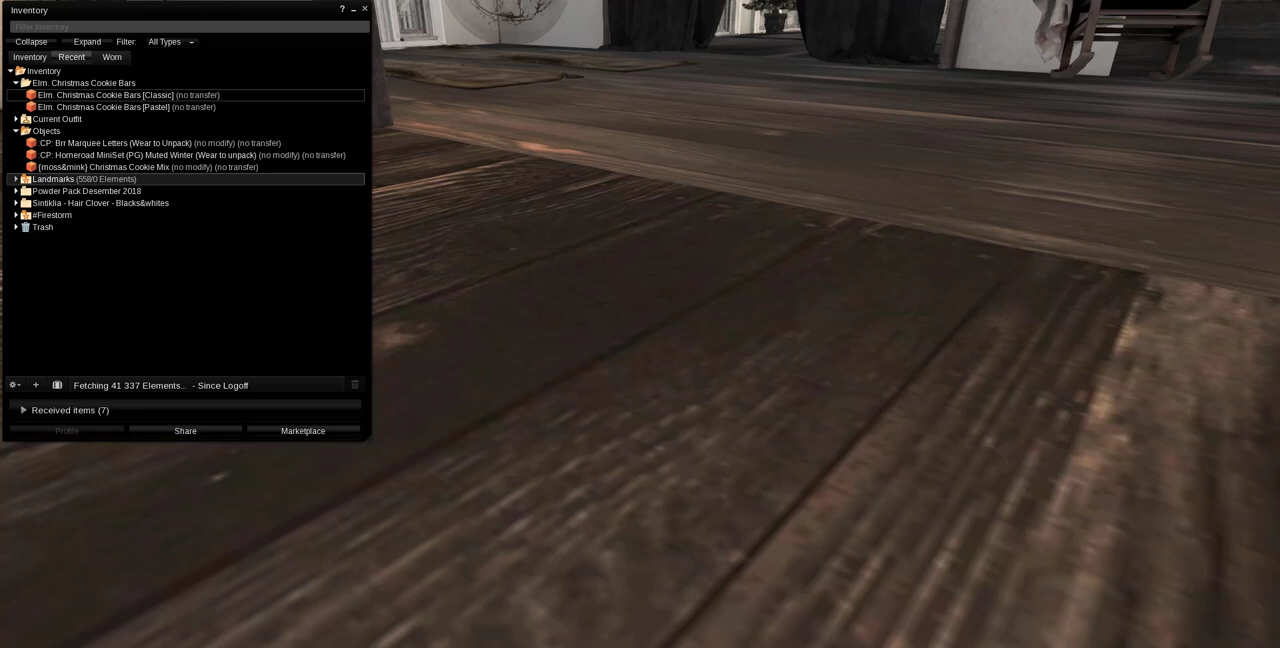 Inventory
Filter Inventory
Collapse Expand Filter: All Types
Inventory Recent Worn
Inventory
Elm. Christmas Cookie Bars
Elm. Christmas Cookie Bars [Classic] (no transfer)
Elm. Christmas Cookie Bars [Pastel] (no transfer)
Current Outfit
Objects
:CP: Brr Marquee Letters (Wear to Unpack) (no modify) (no transfer)
:CP: Homeroad MiniSet (PG) Muted Winter (Wear to unpack) (no modify) (no transfer)
{moss&mink} Christmas Cookie Mix (no modify) (no transfer)
Landmarks (558/0 Elements)
Powder Pack Desember 2018
Sintiklia - Hair Clover - Blacks&whites
#Firestorm
Trash
Fetching 41 337 Elements... - Since Logoff
Received items (7)
Profile Share Marketplace